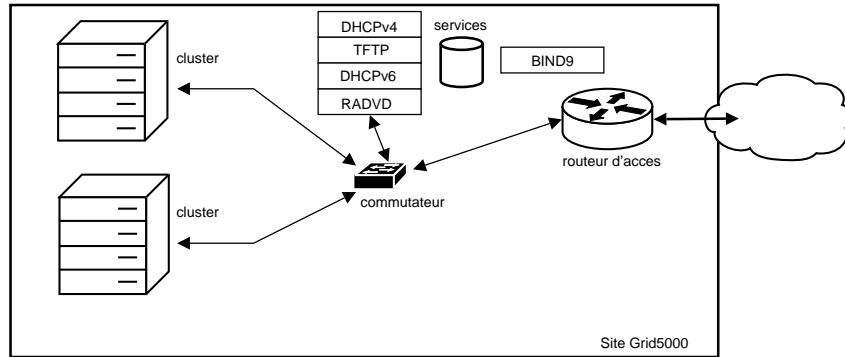 DHCPv4
services
cluster
TFTP
BIND9
DHCPv6
RADVD
routeur d'acces
commutateur
cluster
Site Grid5000